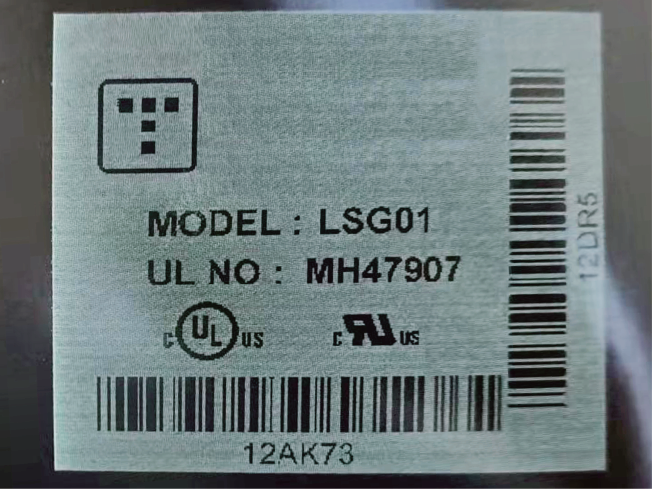 MODEL : LSG01
UL NO : MH47907
C UL US
C RU US
12AK73
12DR5